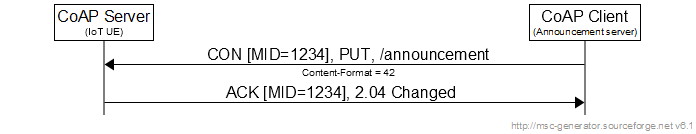 CoAP Server
(IoT UE)
CoAP Client
(Announcement server)
CON [MID=1234], PUT, /announcement
Content-Format = 42
ACK [MID=1234], 2.04 Changed
http://msc-generator.sourceforge.net v6.1